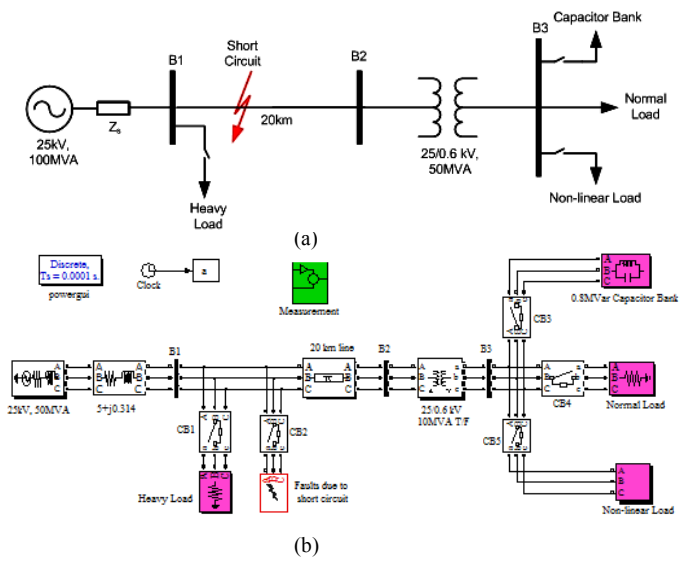 Capacitor Bank
B3
Short
Circuit
B1
B2
20km
Normal
Load
Zs
25kV,
100MVA
25/0.6 kV,
50MVA
Non-linear Load
Heavy
Load
(a)
Discrete,
Ts = 0.0001 s.
powergui
Clock
a
Measurement
A
B
C
0.8MVar Capacitor Bank
CB3
B1
20 km line
B2
B3
A
B
C
A
B
C
A
B
C
A
B
C
25kV, 50MVA
5+j0.314
25/0.6 kV
10MVA T/F
CB4
Normal Load
CB1
CB2
CB5
Heavy Load
Faults due to
short circuit
A
B
C
Non-linear Load
(b)